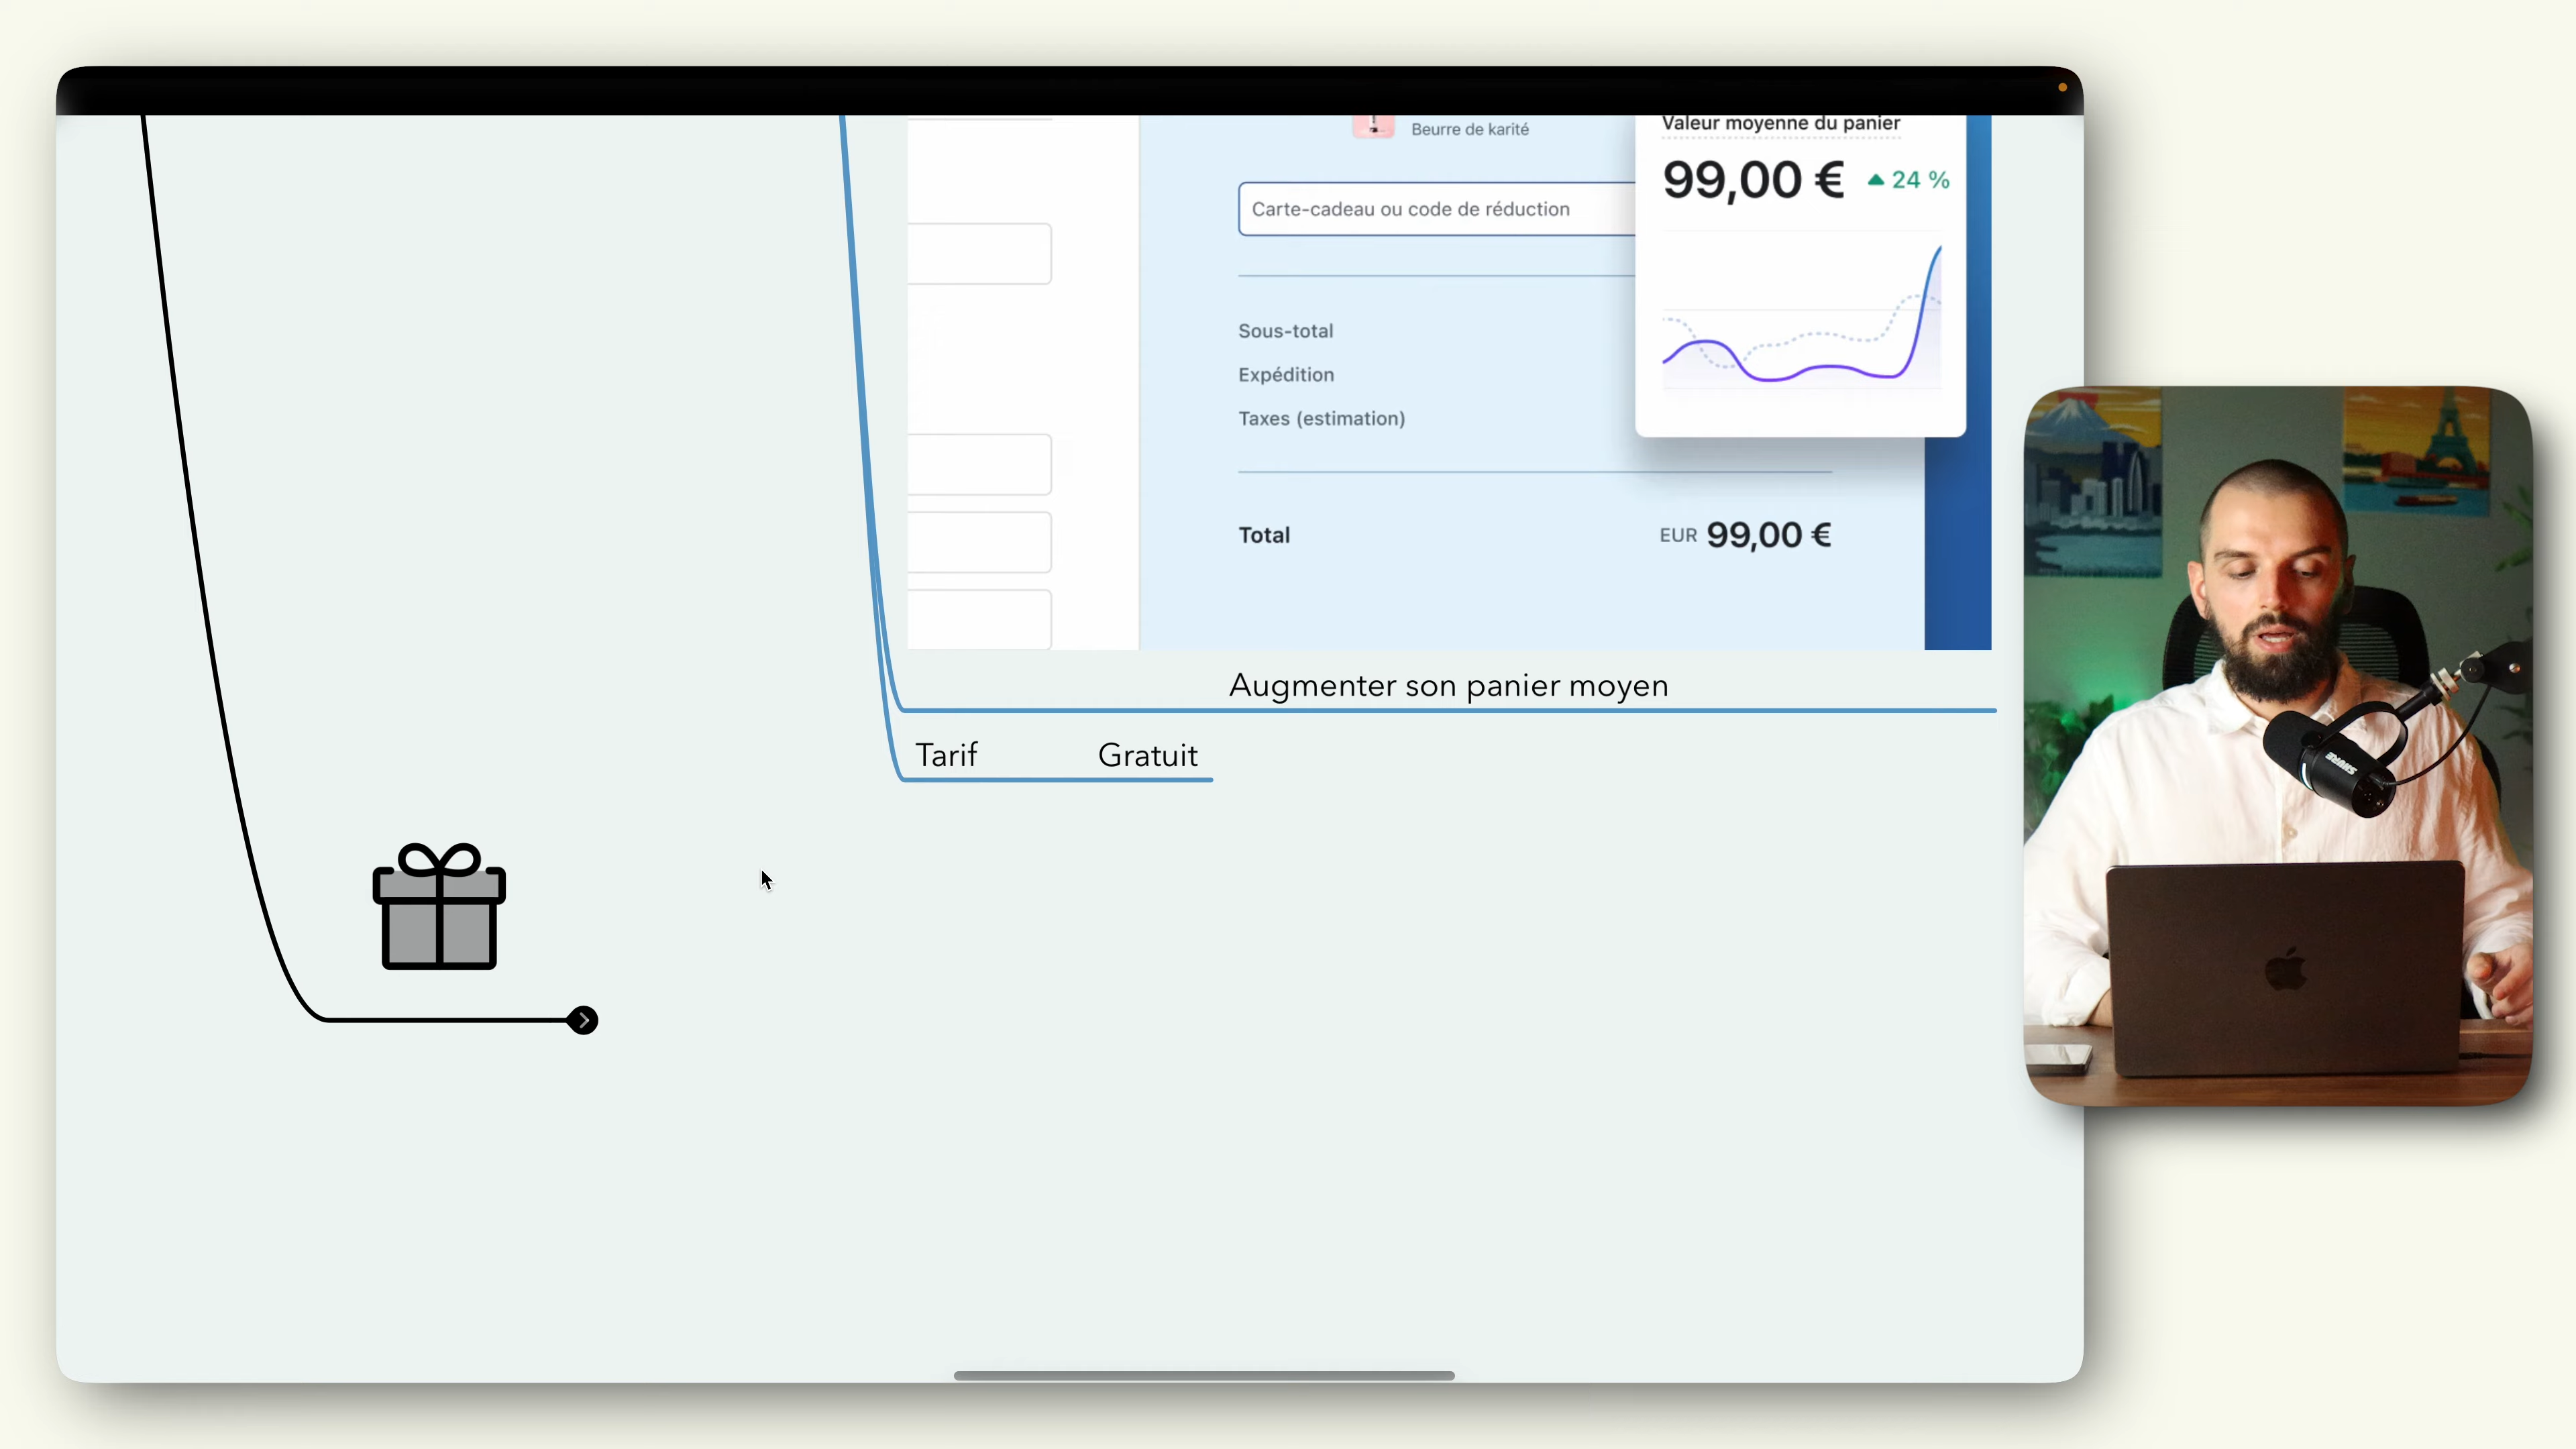 Beurre de karité
Valeur moyenne du panier
99,00 € 24 %
Carte-cadeau ou code de réduction
Sous-total
Expédition
Taxes (estimation)
Total EUR 99,00 €
Augmenter son panier moyen
Tarif Gratuit
SHURE